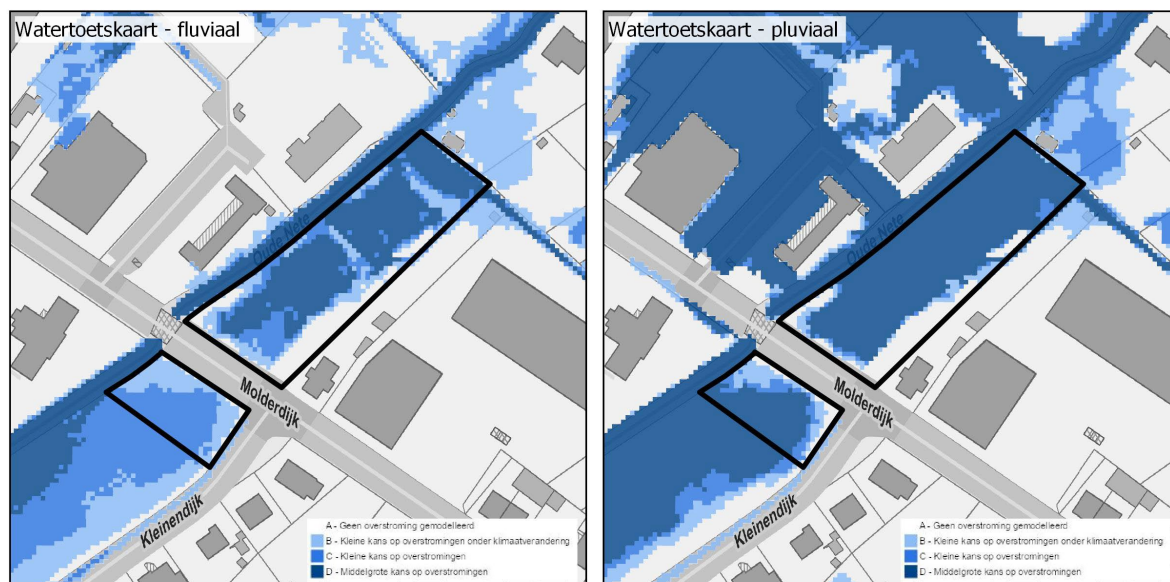 Watertoetskaart - fluviaal
Oude Nete
Molderdijk
Kleinendijk
A - Geen overstroming gemodelleerd
B - Kleine kans op overstromingen onder klimaatverandering
C - Kleine kans op overstromingen
D - Middelgrote kans op overstromingen
Watertoetskaart - pluviaal
Oude Nete
Molderdijk
Kleinendijk
A - Geen overstroming gemodelleerd
B - Kleine kans op overstromingen onder klimaatverandering
C - Kleine kans op overstromingen
D - Middelgrote kans op overstromingen